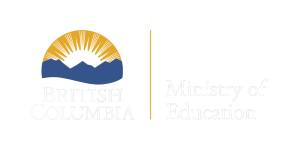 BRITISH
COLUMBIA
Ministry of
Education